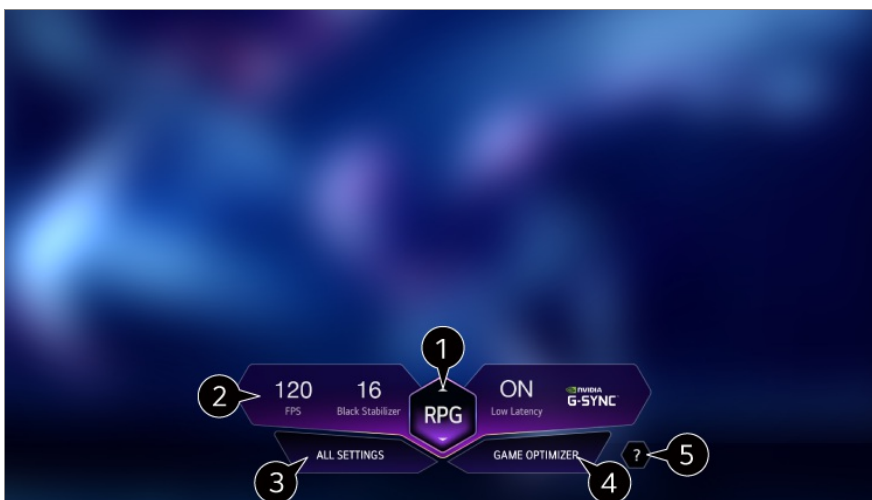 1
2
120
FPS
16
Black Stabilizer
RPG
ON
Low Latency
NVIDIA
G-SYNC
ALL SETTINGS
GAME OPTIMIZER
?
5
3
4